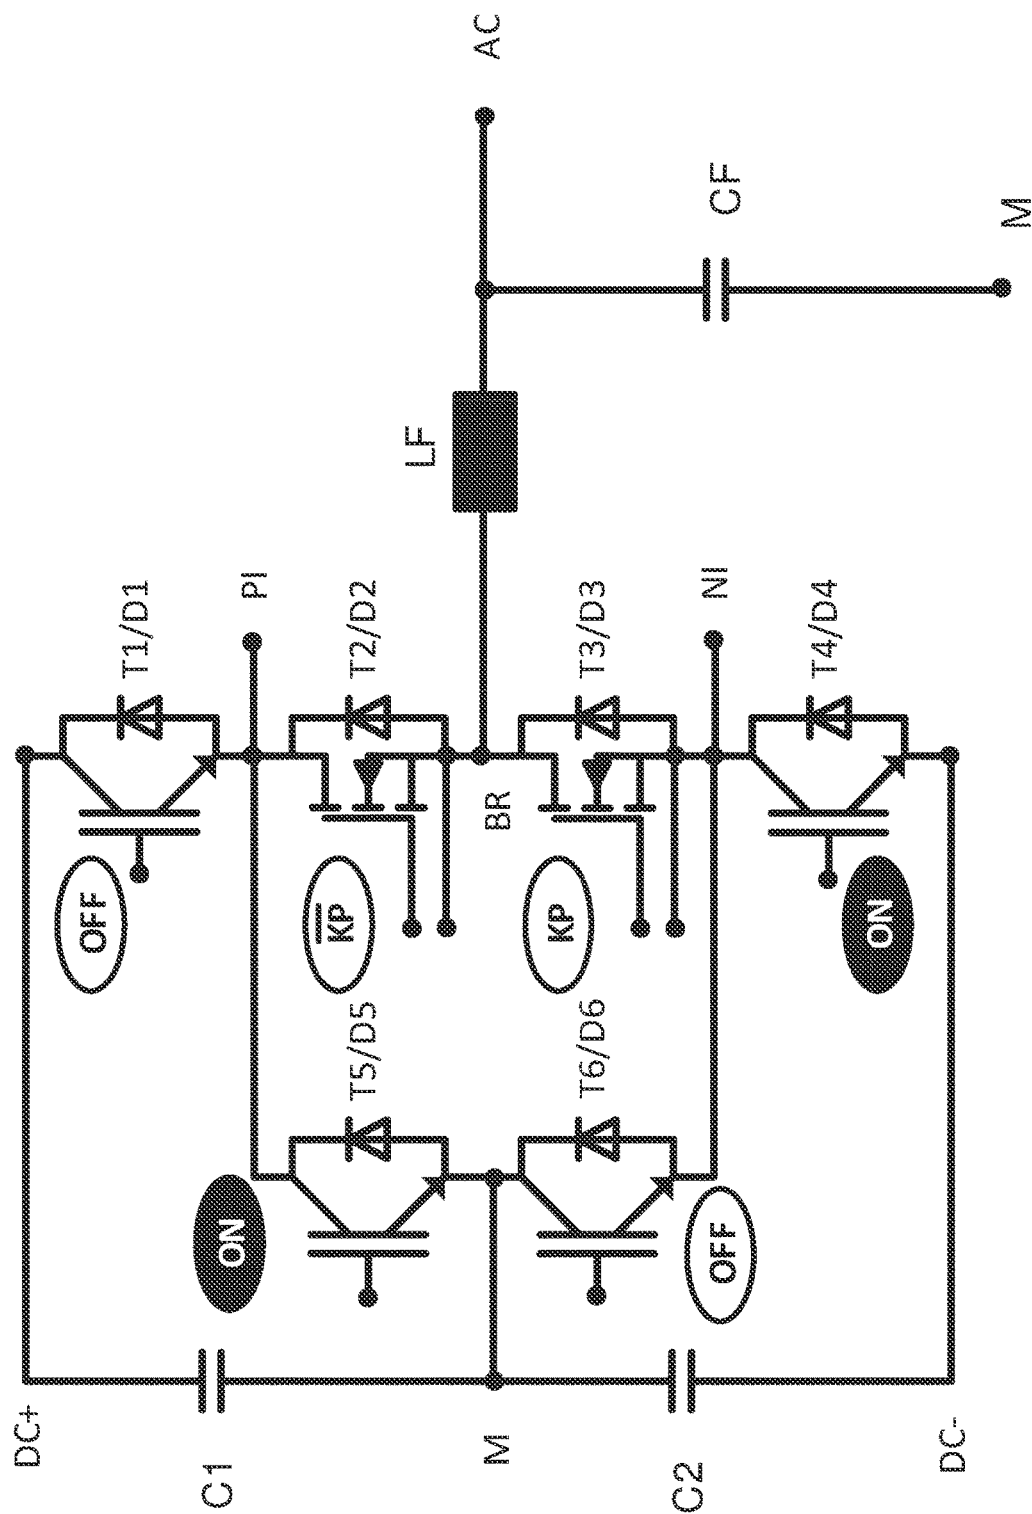 DC+
C1
M
C2
DC-
ON
OFF
T5/D5
T6/D6
OFF
K̅P̅
KP
ON
BR
T1/D1
PI
T2/D2
T3/D3
NI
T4/D4
LF
CF
AC
M